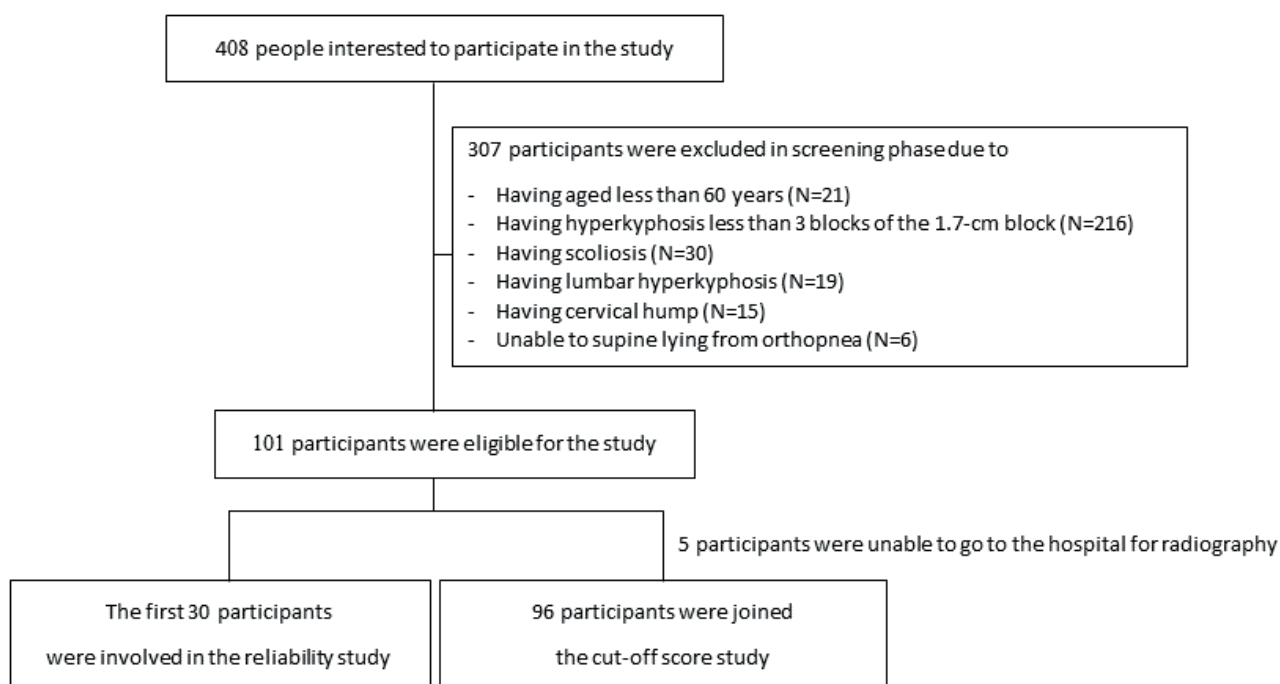 408 people interested to participate in the study
307 participants were excluded in screening phase due to
- Having aged less than 60 years (N=21)
- Having hyperkyphosis less than 3 blocks of the 1.7-cm block (N=216)
- Having scoliosis (N=30)
- Having lumbar hyperkyphosis (N=19)
- Having cervical hump (N=15)
- Unable to supine lying from orthopnea (N=6)
101 participants were eligible for the study
5 participants were unable to go to the hospital for radiography
The first 30 participants
were involved in the reliability study
96 participants were joined
the cut-off score study